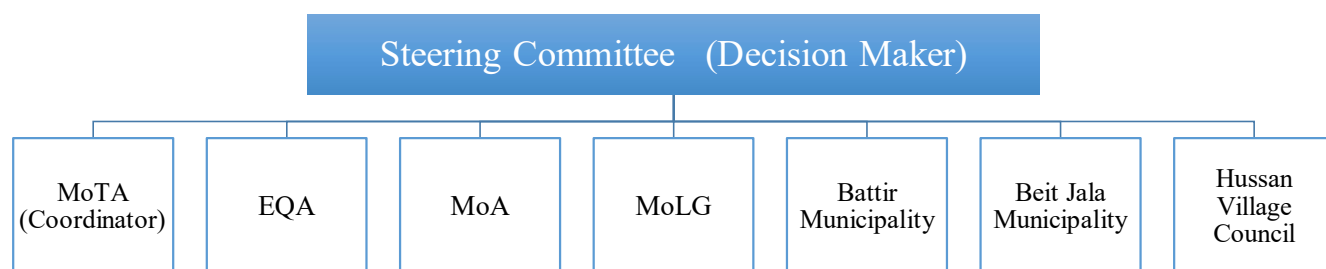 Steering Committee (Decision Maker)
MoTA
(Coordinator)
EQA
MoA
MoLG
Battir
Municipality
Beit Jala
Municipality
Hussan
Village
Council